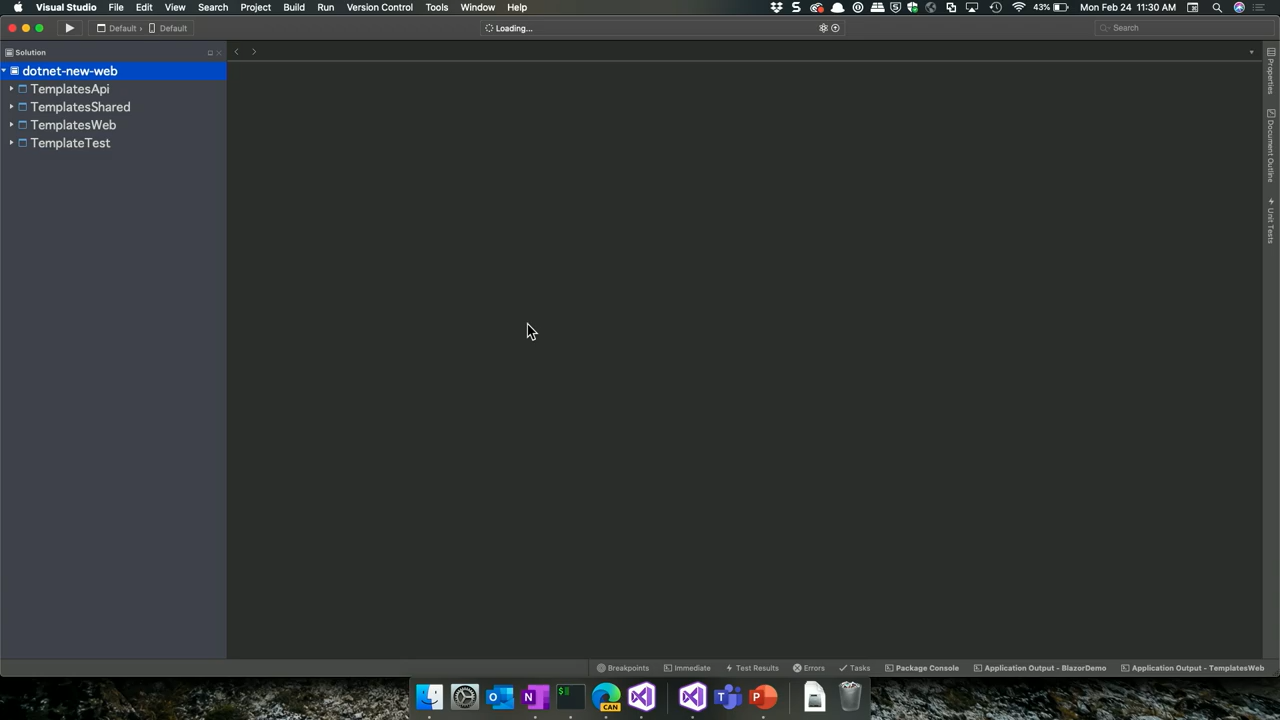 Visual Studio File Edit View Search Project Build Run Version Control Tools Window Help 43% Mon Feb 24 11:30 AM
Default › Default Loading... Search
Solution
dotnet-new-web
TemplatesApi
TemplatesShared
TemplatesWeb
TemplateTest
Properties
Document Outline
Unit Tests
Breakpoints Immediate Test Results Errors Tasks Package Console Application Output - BlazorDemo Application Output - TemplatesWeb
CAN